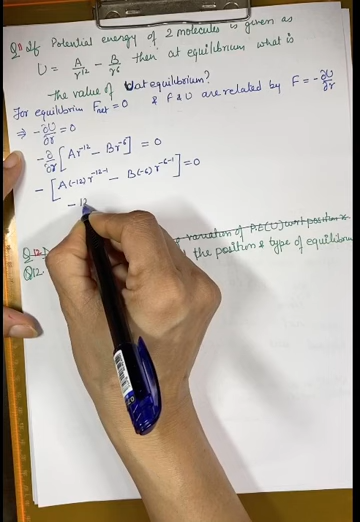 Q11 If Potential energy of 2 molecules is given as
U = A/r¹² − B/r⁶ then at equilibrium what is
the value of U at equilibrium?
For equilibrium Fnet = 0 & F & U are related by F = −∂U/∂r
⇒ −∂U/∂r = 0
−∂/∂r [Ar⁻¹² − Br⁻⁶] = 0
−[A(−12)r⁻¹²⁻¹ − B(−6)r⁻⁶⁻¹] = 0
− 12
Q.12 variation of PE(U) w.r.t position x
Q12. the position & type of equilibrium